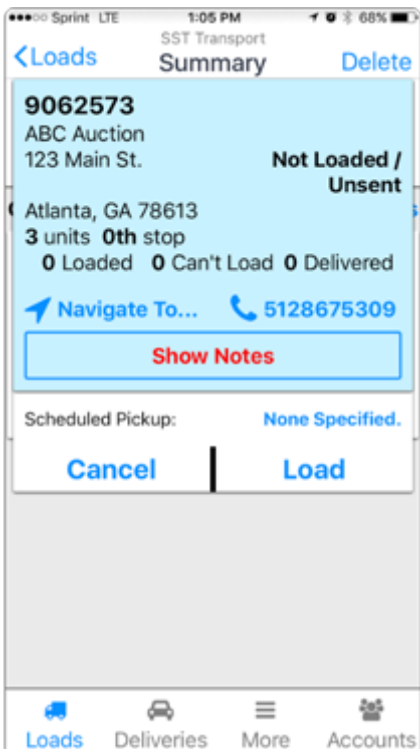 Sprint LTE 1:05 PM 68%
SST Transport
Loads Summary Delete
9062573
ABC Auction
123 Main St. Not Loaded /
Unsent
Atlanta, GA 78613
3 units 0th stop
0 Loaded 0 Can't Load 0 Delivered
Navigate To... 5128675309
Show Notes
Scheduled Pickup: None Specified.
Cancel Load
Loads Deliveries More Accounts